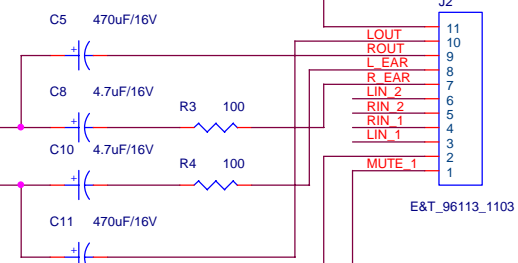 J2
C5 470uF/16V
+
LOUT
ROUT
L_EAR
R_EAR
LIN_2
RIN_2
RIN_1
LIN_1
MUTE_1
11
10
9
8
7
6
5
4
3
2
1
C8 4.7uF/16V
+
R3 100
C10 4.7uF/16V
+
R4 100
C11 470uF/16V
+
E&T_96113_1103